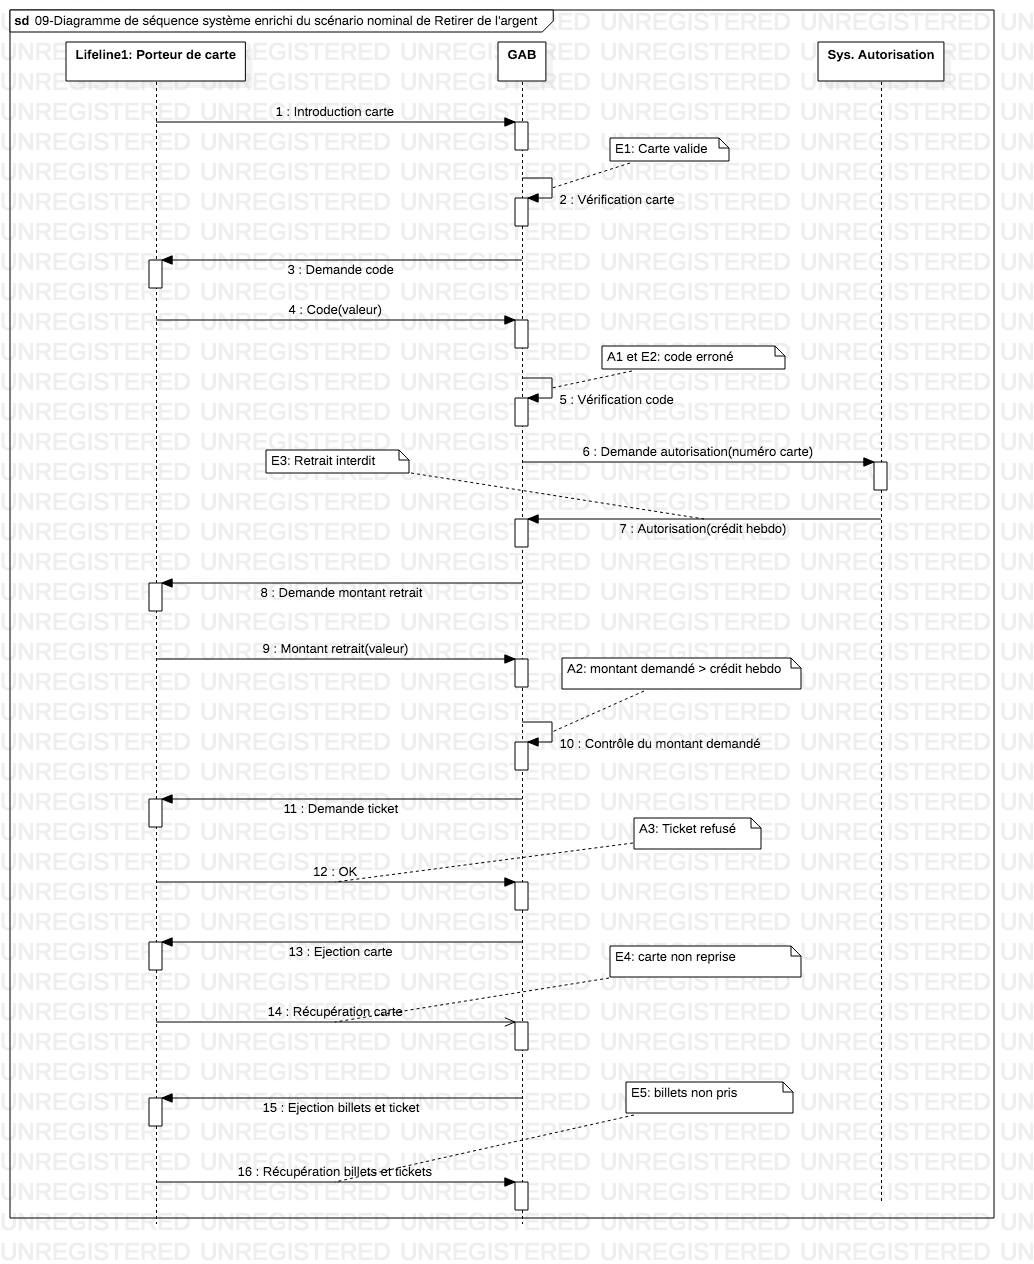 sd 09-Diagramme de séquence système enrichi du scénario nominal de Retirer de l'argent
Lifeline1: Porteur de carte
GAB
Sys. Autorisation
1 : Introduction carte
E1: Carte valide
2 : Vérification carte
3 : Demande code
4 : Code(valeur)
A1 et E2: code erroné
5 : Vérification code
6 : Demande autorisation(numéro carte)
E3: Retrait interdit
7 : Autorisation(crédit hebdo)
8 : Demande montant retrait
9 : Montant retrait(valeur)
A2: montant demandé > crédit hebdo
10 : Contrôle du montant demandé
11 : Demande ticket
A3: Ticket refusé
12 : OK
13 : Ejection carte
E4: carte non reprise
14 : Récupération carte
E5: billets non pris
15 : Ejection billets et ticket
16 : Récupération billets et tickets
UNREGISTERED